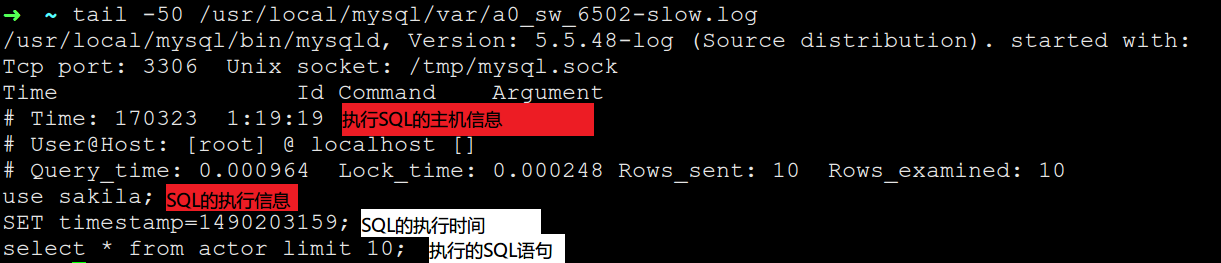 ➜  ~ tail -50 /usr/local/mysql/var/a0_sw_6502-slow.log
/usr/local/mysql/bin/mysqld, Version: 5.5.48-log (Source distribution). started with:
Tcp port: 3306  Unix socket: /tmp/mysql.sock
Time                 Id Command    Argument
# Time: 170323  1:19:19 执行SQL的主机信息
# User@Host: [root] @ localhost []
# Query_time: 0.000964  Lock_time: 0.000248 Rows_sent: 10  Rows_examined: 10
use sakila; SQL的执行信息
SET timestamp=1490203159; SQL的执行时间
select * from actor limit 10; 执行的SQL语句